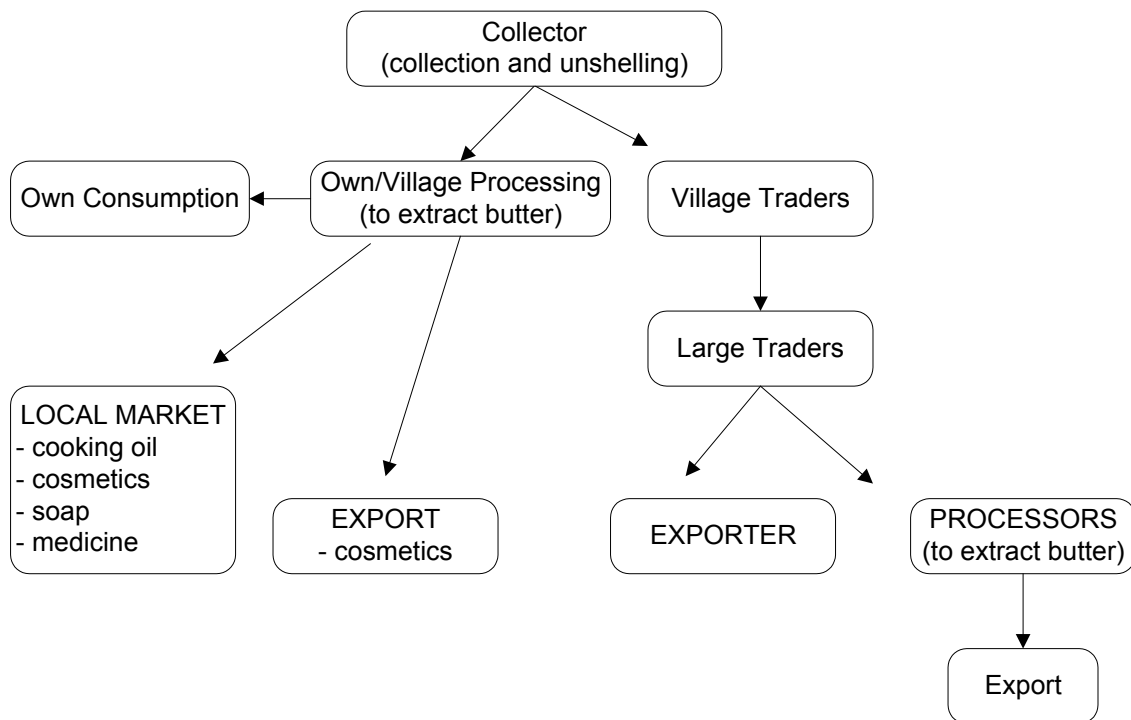 Collector
(collection and unshelling)
Own Consumption
Own/Village Processing
(to extract butter)
Village Traders
Large Traders
LOCAL MARKET
- cooking oil
- cosmetics
- soap
- medicine
EXPORT
- cosmetics
EXPORTER
PROCESSORS
(to extract butter)
Export